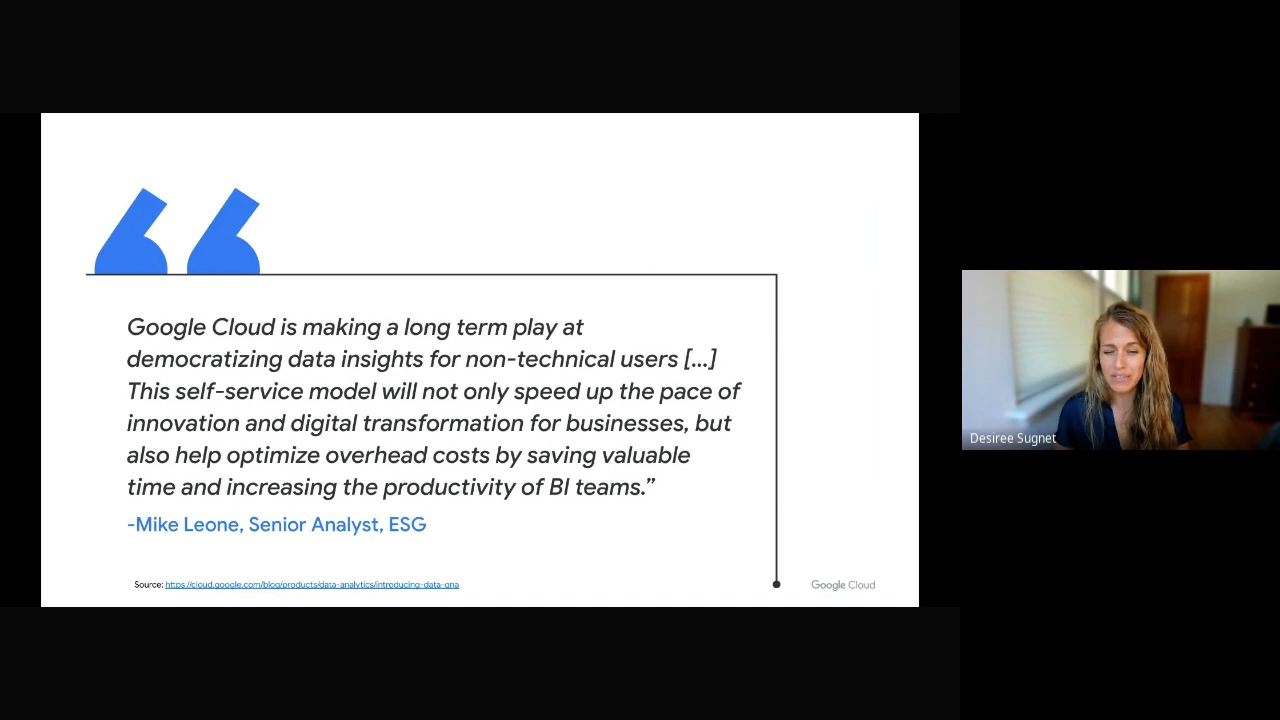 Google Cloud is making a long term play at
democratizing data insights for non-technical users [...]
This self-service model will not only speed up the pace of
innovation and digital transformation for businesses, but
also help optimize overhead costs by saving valuable
time and increasing the productivity of BI teams.”
-Mike Leone, Senior Analyst, ESG
Source: https://cloud.google.com/blog/products/data-analytics/introducing-data-qna
Google Cloud
Desiree Sugnet